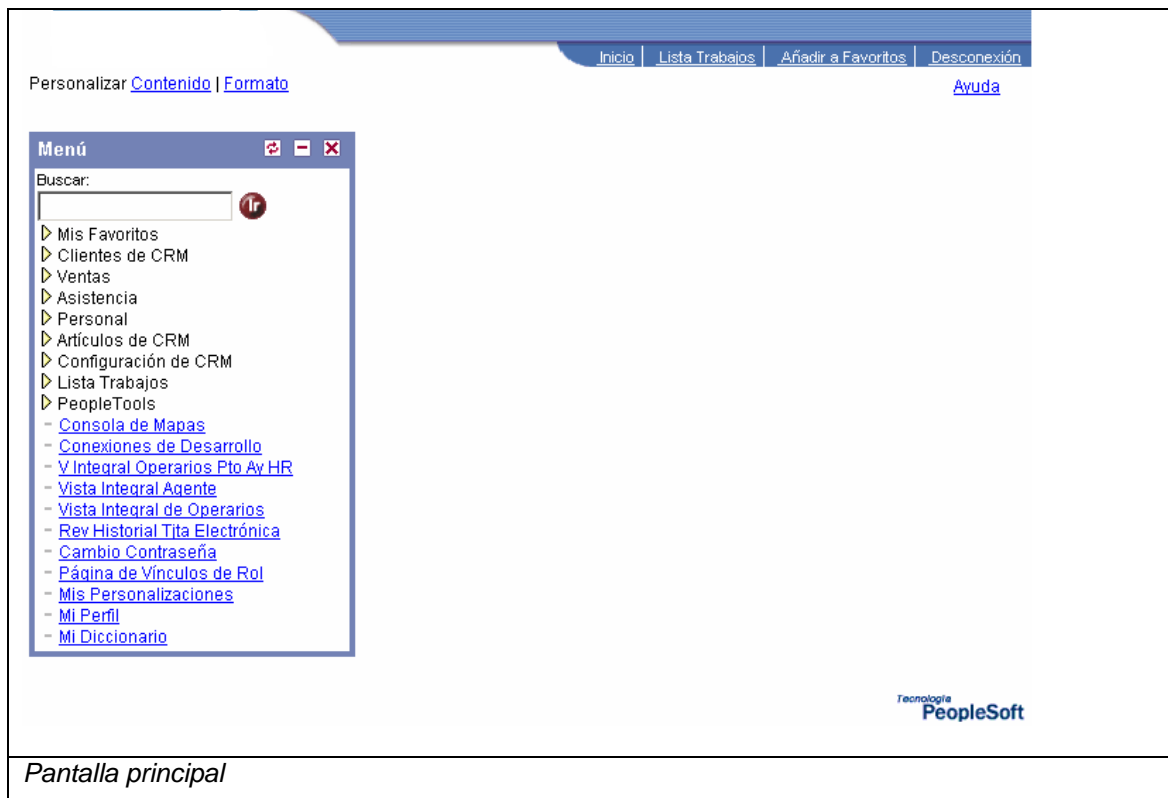 Inicio | Lista Trabajos | Añadir a Favoritos | Desconexión
Personalizar Contenido | Formato
Ayuda
Menú
Buscar:
Ir
Mis Favoritos
Clientes de CRM
Ventas
Asistencia
Personal
Artículos de CRM
Configuración de CRM
Lista Trabajos
PeopleTools
- Consola de Mapas
- Conexiones de Desarrollo
- V Integral Operarios Pto Av HR
- Vista Integral Agente
- Vista Integral de Operarios
- Rev Historial Tjta Electrónica
- Cambio Contraseña
- Página de Vínculos de Rol
- Mis Personalizaciones
- Mi Perfil
- Mi Diccionario
Tecnología
PeopleSoft
Pantalla principal